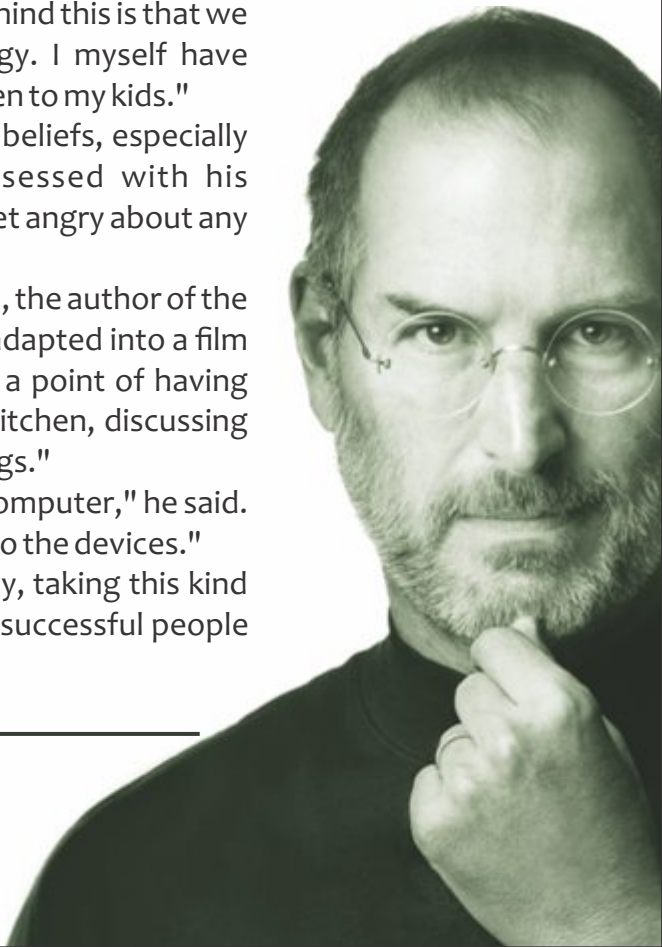 hind this is that we
gy. I myself have
en to my kids."
beliefs, especially
sessed with his
et angry about any
, the author of the
adapted into a film
a point of having
itchen, discussing
gs."
omputer," he said.
o the devices."
y, taking this kind
successful people